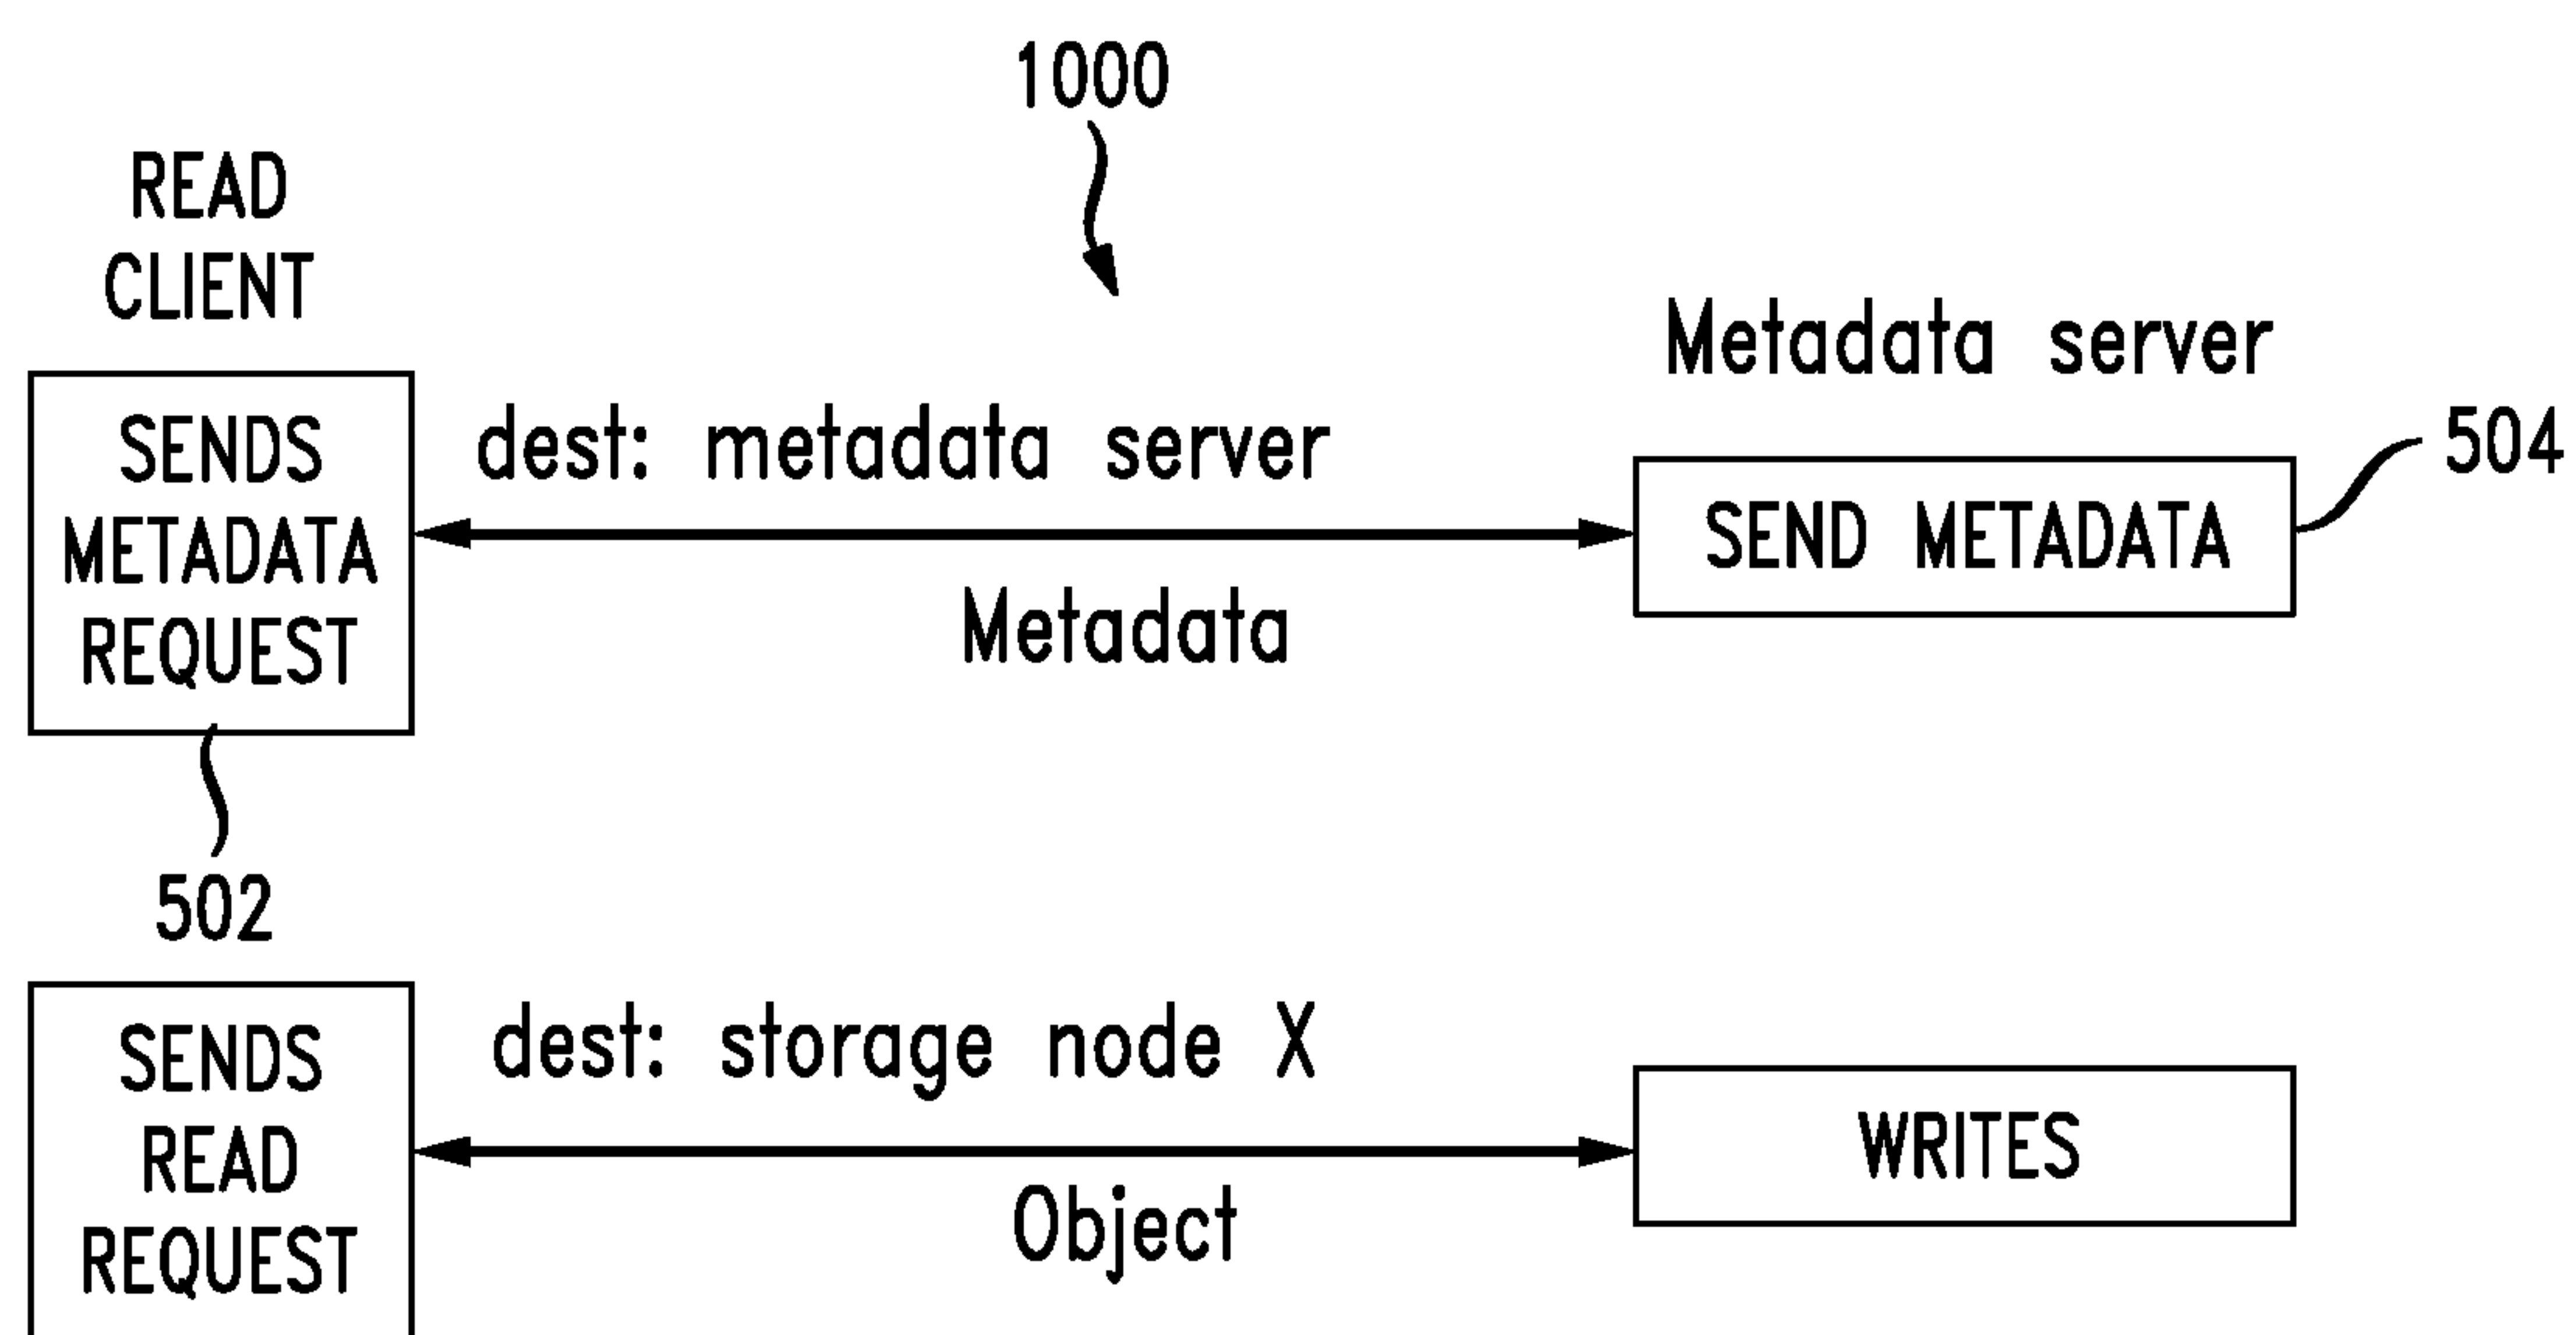 1000
READ
CLIENT
Metadata server
SENDS
METADATA
REQUEST
dest: metadata server
Metadata
SEND METADATA
504
502
SENDS
READ
REQUEST
dest: storage node X
Object
WRITES